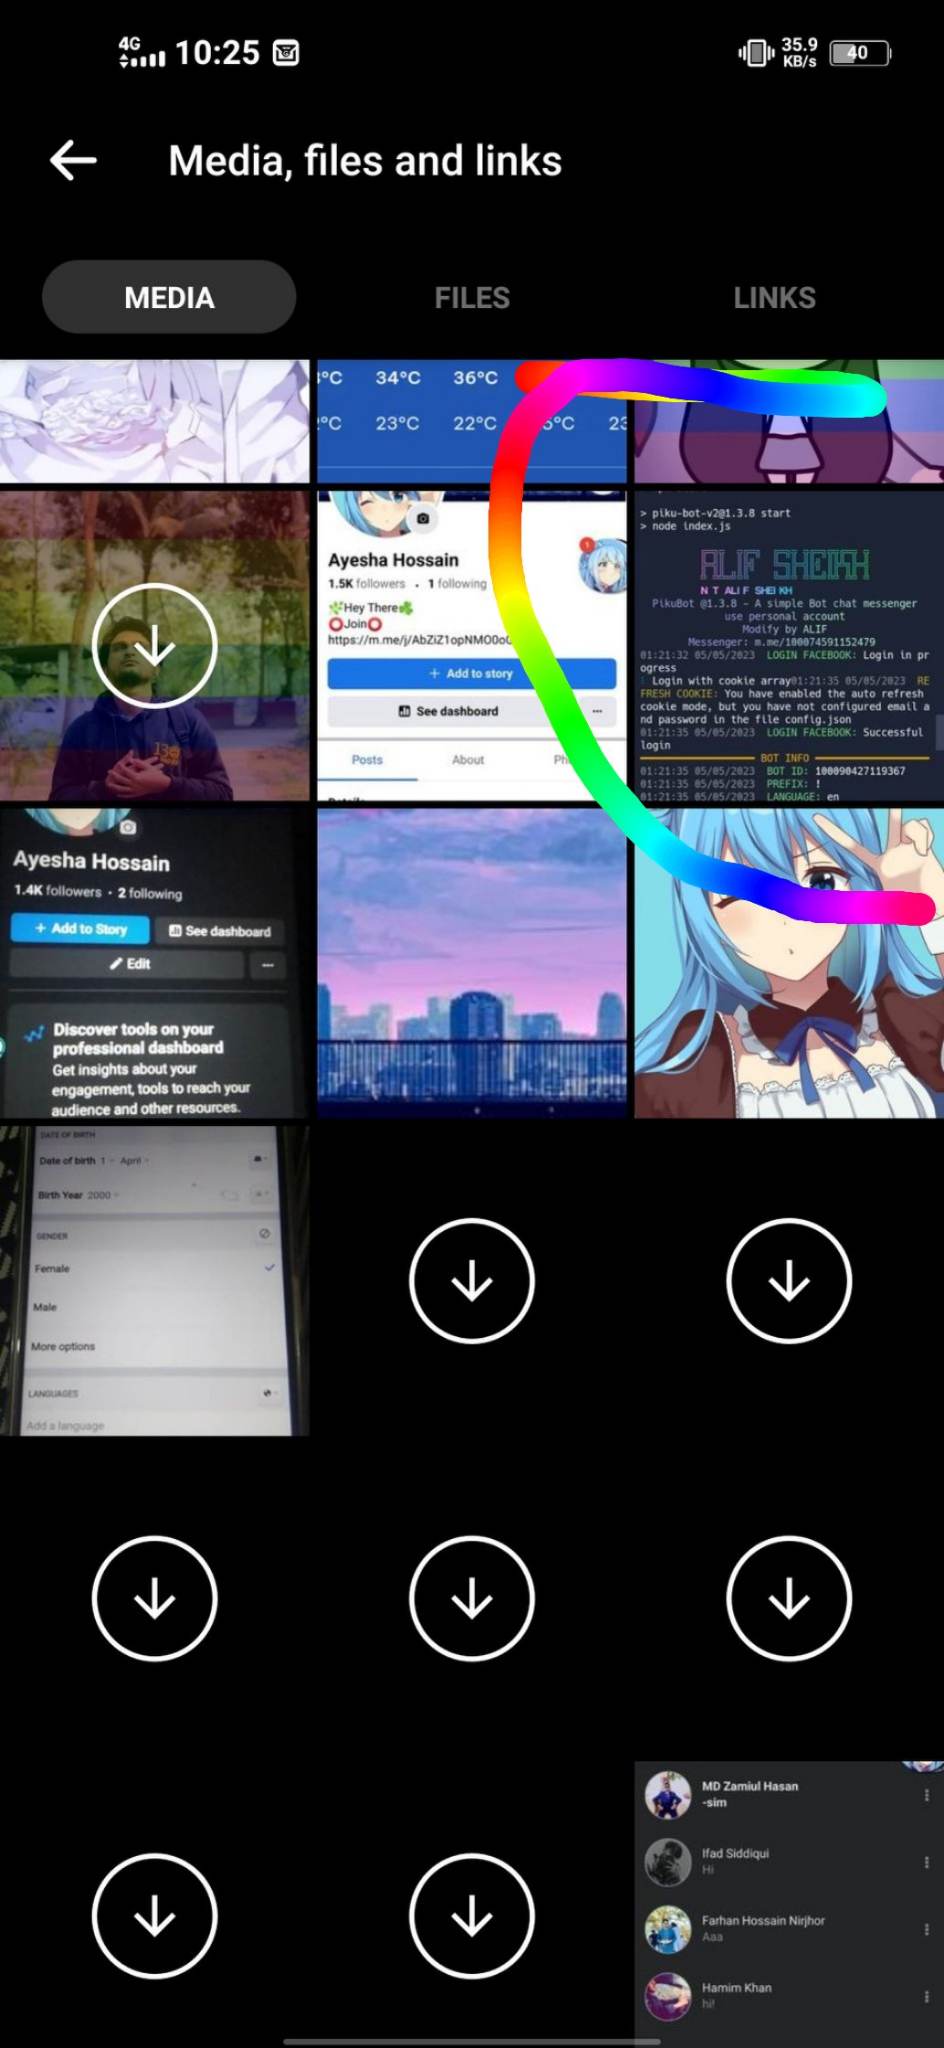 4G 10:25 35.9 KB/s 40
Media, files and links
MEDIA FILES LINKS
34°C 36°C
23°C 22°C
Ayesha Hossain
1.5K followers • 1 following
🌿Hey There🌿
⭕Join⭕
+ Add to story
See dashboard ...
Posts About
> piku-bot-v2@1.3.8 start
> node index.js
ALIF SHEIKH
PikuBot @1.3.8 - A simple Bot chat messenger
use personal account
Modify by ALIF
Messenger: m.me/100074591152479
01:21:32 05/05/2023 LOGIN FACEBOOK: Login in pr
ogress
Login with cookie array01:21:35 05/05/2023 RE
FRESH COOKIE: You have enabled the auto refresh
cookie mode, but you have not configured email a
nd password in the file config.json
01:21:35 05/05/2023 LOGIN FACEBOOK: Successful
login
BOT INFO
01:21:35 05/05/2023 BOT ID: 100090427119367
01:21:35 05/05/2023 PREFIX: !
01:21:35 05/05/2023 LANGUAGE: en
Ayesha Hossain
1.4K followers • 2 following
+ Add to Story See dashboard
Edit ...
Discover tools on your
professional dashboard
Get insights about your
engagement, tools to reach your
audience and other resources.
DATE OF BIRTH
Date of birth 1 April
Birth Year 2000
GENDER
Female
Male
More options
LANGUAGES
Add a language
MD Zamiul Hasan
-sim
Ifad Siddiqui
Hi
Farhan Hossain Nirjhor
Aaa
Hamim Khan
hi!